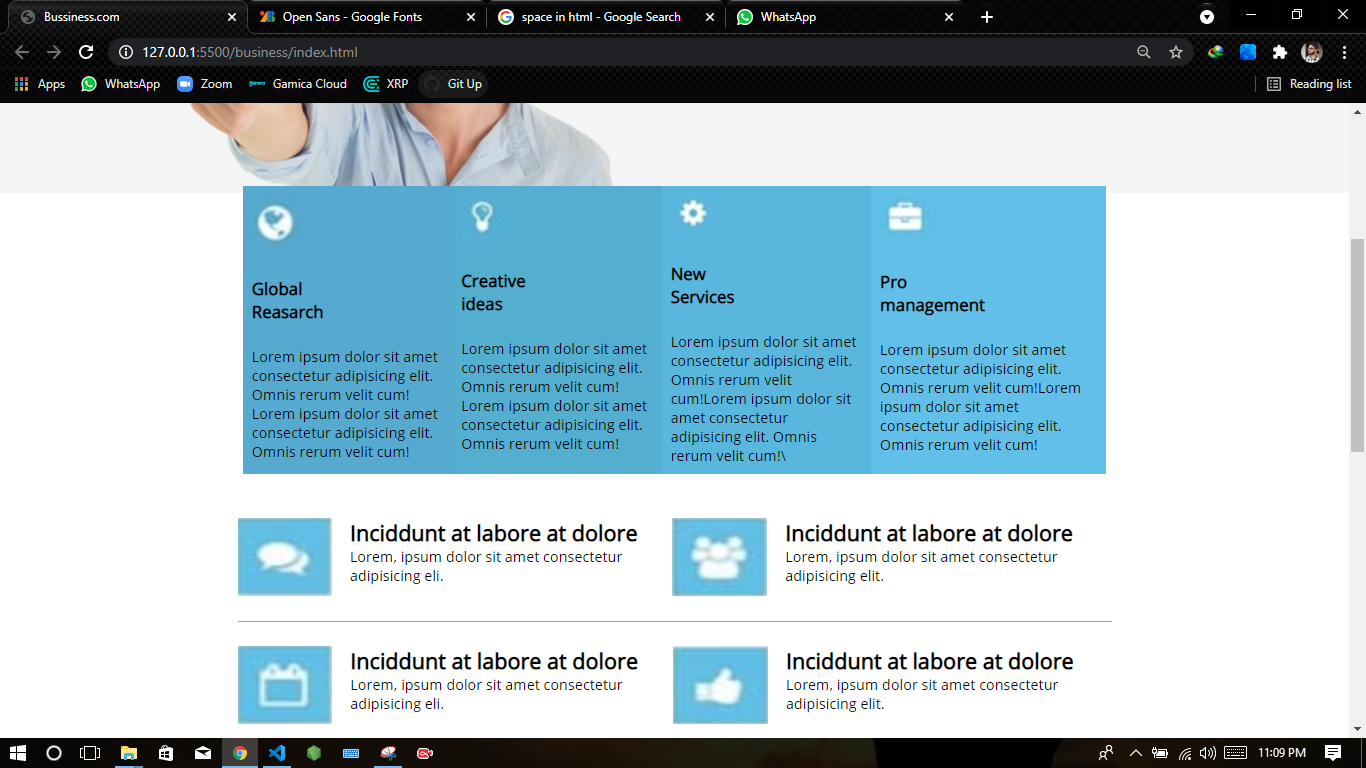 Bussiness.com
Open Sans - Google Fonts
space in html - Google Search
WhatsApp
127.0.0.1:5500/business/index.html
Apps
WhatsApp
Zoom
Gamica Cloud
XRP
Git Up
Reading list
Global
Reasarch
Lorem ipsum dolor sit amet
consectetur adipisicing elit.
Omnis rerum velit cum!
Lorem ipsum dolor sit amet
consectetur adipisicing elit.
Omnis rerum velit cum!
Creative
ideas
Lorem ipsum dolor sit amet
consectetur adipisicing elit.
Omnis rerum velit cum!
Lorem ipsum dolor sit amet
consectetur adipisicing elit.
Omnis rerum velit cum!
New
Services
Lorem ipsum dolor sit amet
consectetur adipisicing elit.
Omnis rerum velit
cum!Lorem ipsum dolor sit
amet consectetur
adipisicing elit. Omnis
rerum velit cum!\
Pro
management
Lorem ipsum dolor sit amet
consectetur adipisicing elit.
Omnis rerum velit cum!Lorem
ipsum dolor sit amet
consectetur adipisicing elit.
Omnis rerum velit cum!
Inciddunt at labore at dolore
Lorem, ipsum dolor sit amet consectetur
adipisicing eli.
Inciddunt at labore at dolore
Lorem, ipsum dolor sit amet consectetur
adipisicing elit.
Inciddunt at labore at dolore
Lorem, ipsum dolor sit amet consectetur
adipisicing eli.
Inciddunt at labore at dolore
Lorem, ipsum dolor sit amet consectetur
adipisicing elit.
11:09 PM